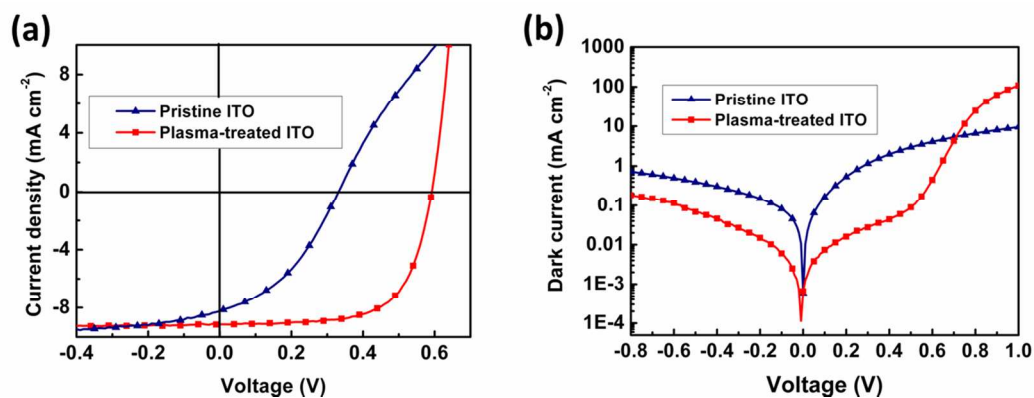 (a)
Current density (mA cm⁻²)
8
4
0
-4
-8
Pristine ITO
Plasma-treated ITO
-0.4
-0.2
0.0
0.2
0.4
0.6
Voltage (V)
(b)
Dark current (mA cm⁻²)
1000
100
10
1
0.1
0.01
1E-3
1E-4
Pristine ITO
Plasma-treated ITO
-0.8 -0.6 -0.4 -0.2 0.0 0.2 0.4 0.6 0.8 1.0
Voltage (V)